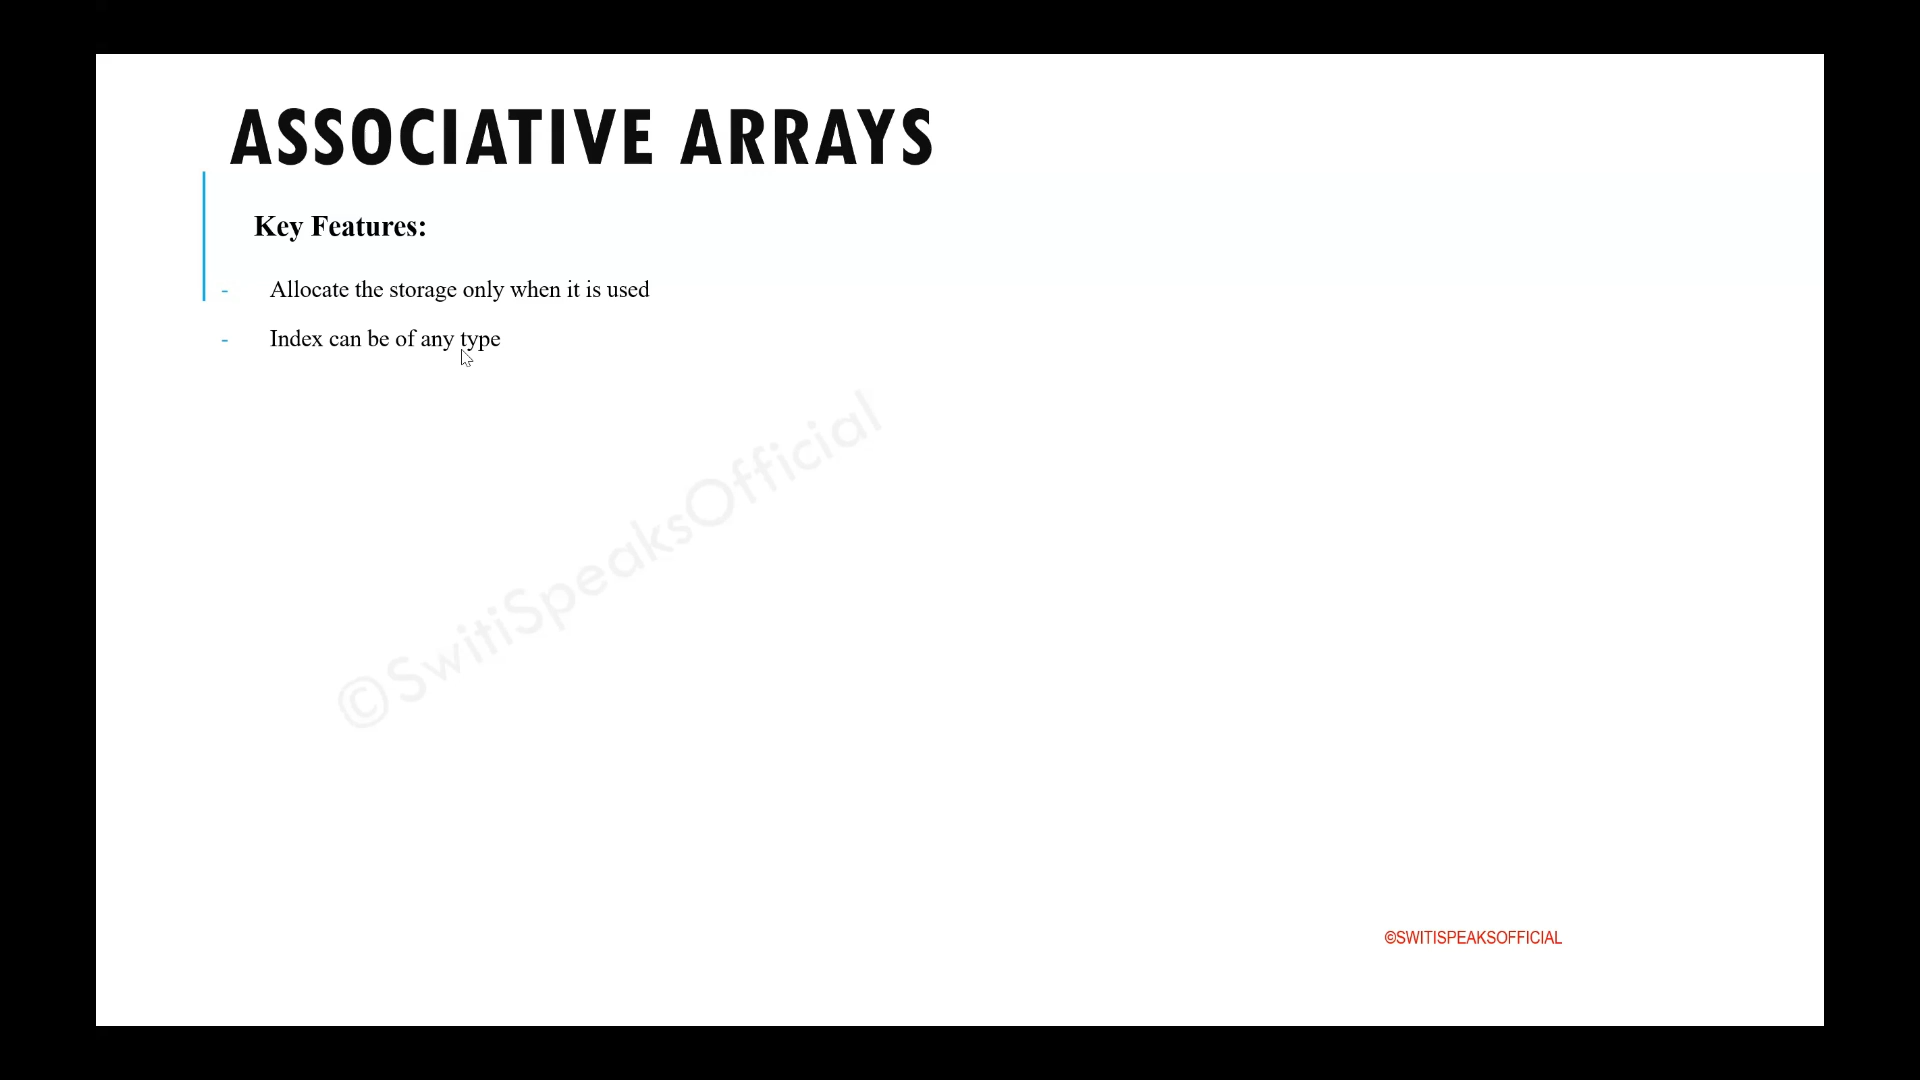 ASSOCIATIVE ARRAYS
Key Features:
- Allocate the storage only when it is used
- Index can be of any type
©SwitiSpeaksOfficial
©SWITISPEAKSOFFICIAL